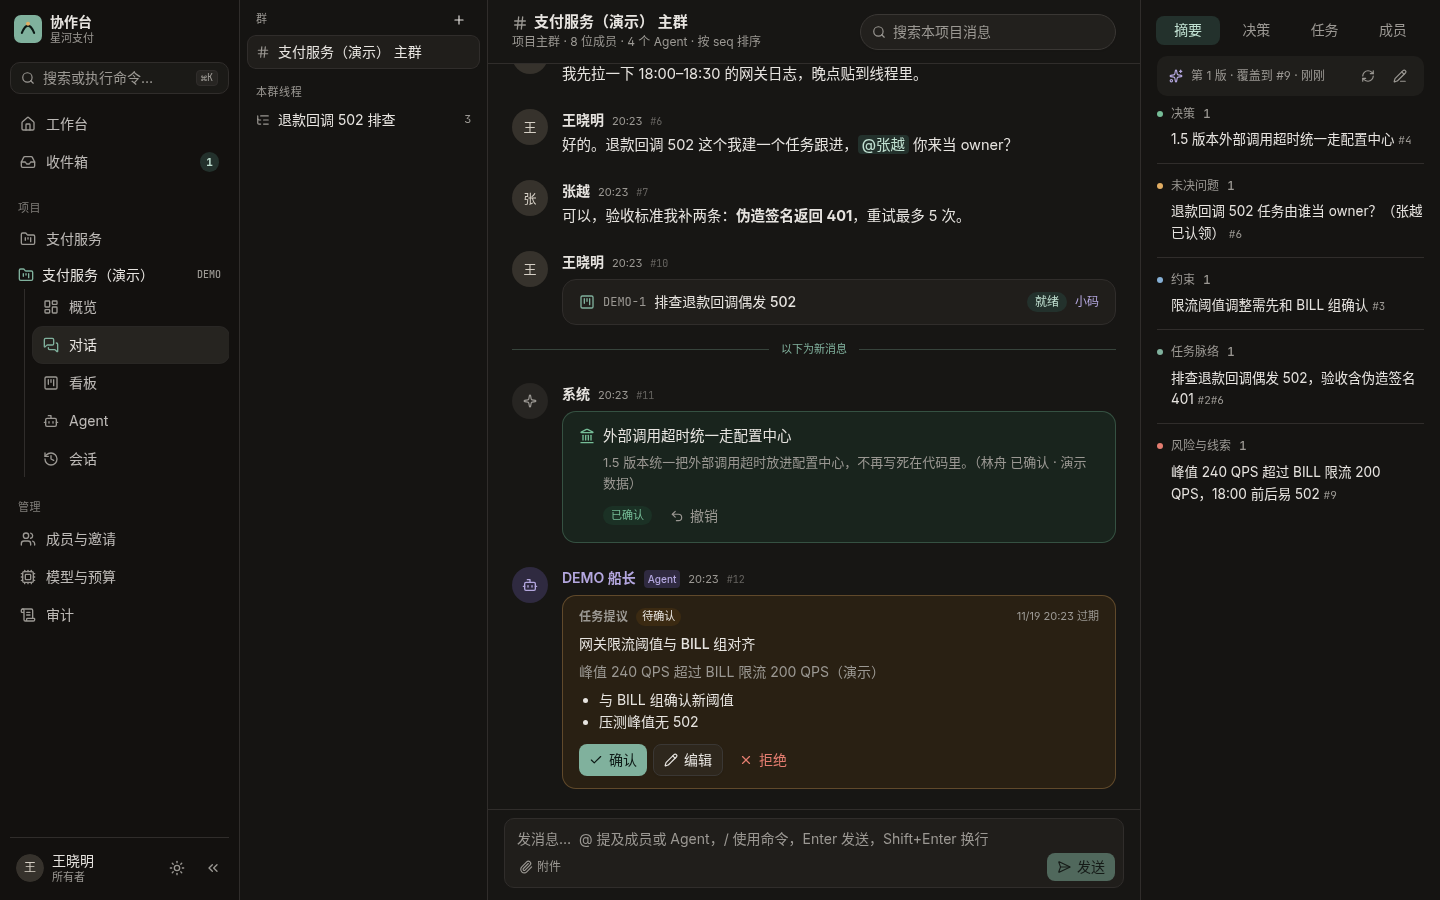 协作台
星河支付
搜索或执行命令... ⌘K
工作台
收件箱 1
项目
支付服务
支付服务（演示） DEMO
概览
对话
看板
Agent
会话
管理
成员与邀请
模型与预算
审计
王 王晓明
所有者
群
支付服务（演示） 主群
本群线程
退款回调 502 排查 3
支付服务（演示） 主群
项目主群 · 8 位成员 · 4 个 Agent · 按 seq 排序
搜索本项目消息
我先拉一下 18:00–18:30 的网关日志，晚点贴到线程里。
王 王晓明 20:23 #6
好的。退款回调 502 这个我建一个任务跟进，@张越 你来当 owner？
张 张越 20:23 #7
可以，验收标准我补两条：伪造签名返回 401，重试最多 5 次。
王 王晓明 20:23 #10
DEMO-1 排查退款回调偶发 502 就绪 小码
以下为新消息
系统 20:23 #11
外部调用超时统一走配置中心
1.5 版本统一把外部调用超时放进配置中心，不再写死在代码里。（林舟 已确认 · 演示
数据）
已确认 撤销
DEMO 船长 Agent 20:23 #12
任务提议 待确认 11/19 20:23 过期
网关限流阈值与 BILL 组对齐
峰值 240 QPS 超过 BILL 限流 200 QPS（演示）
• 与 BILL 组确认新阈值
• 压测峰值无 502
确认 编辑 拒绝
发消息... @ 提及成员或 Agent，/ 使用命令，Enter 发送，Shift+Enter 换行
附件 发送
摘要 决策 任务 成员
第 1 版 · 覆盖到 #9 · 刚刚
决策 1
1.5 版本外部调用超时统一走配置中心 #4
未决问题 1
退款回调 502 任务由谁当 owner？（张越
已认领） #6
约束 1
限流阈值调整需先和 BILL 组确认 #3
任务脉络 1
排查退款回调偶发 502，验收含伪造签名
401 #2#6
风险与线索 1
峰值 240 QPS 超过 BILL 限流 200
QPS，18:00 前后易 502 #9